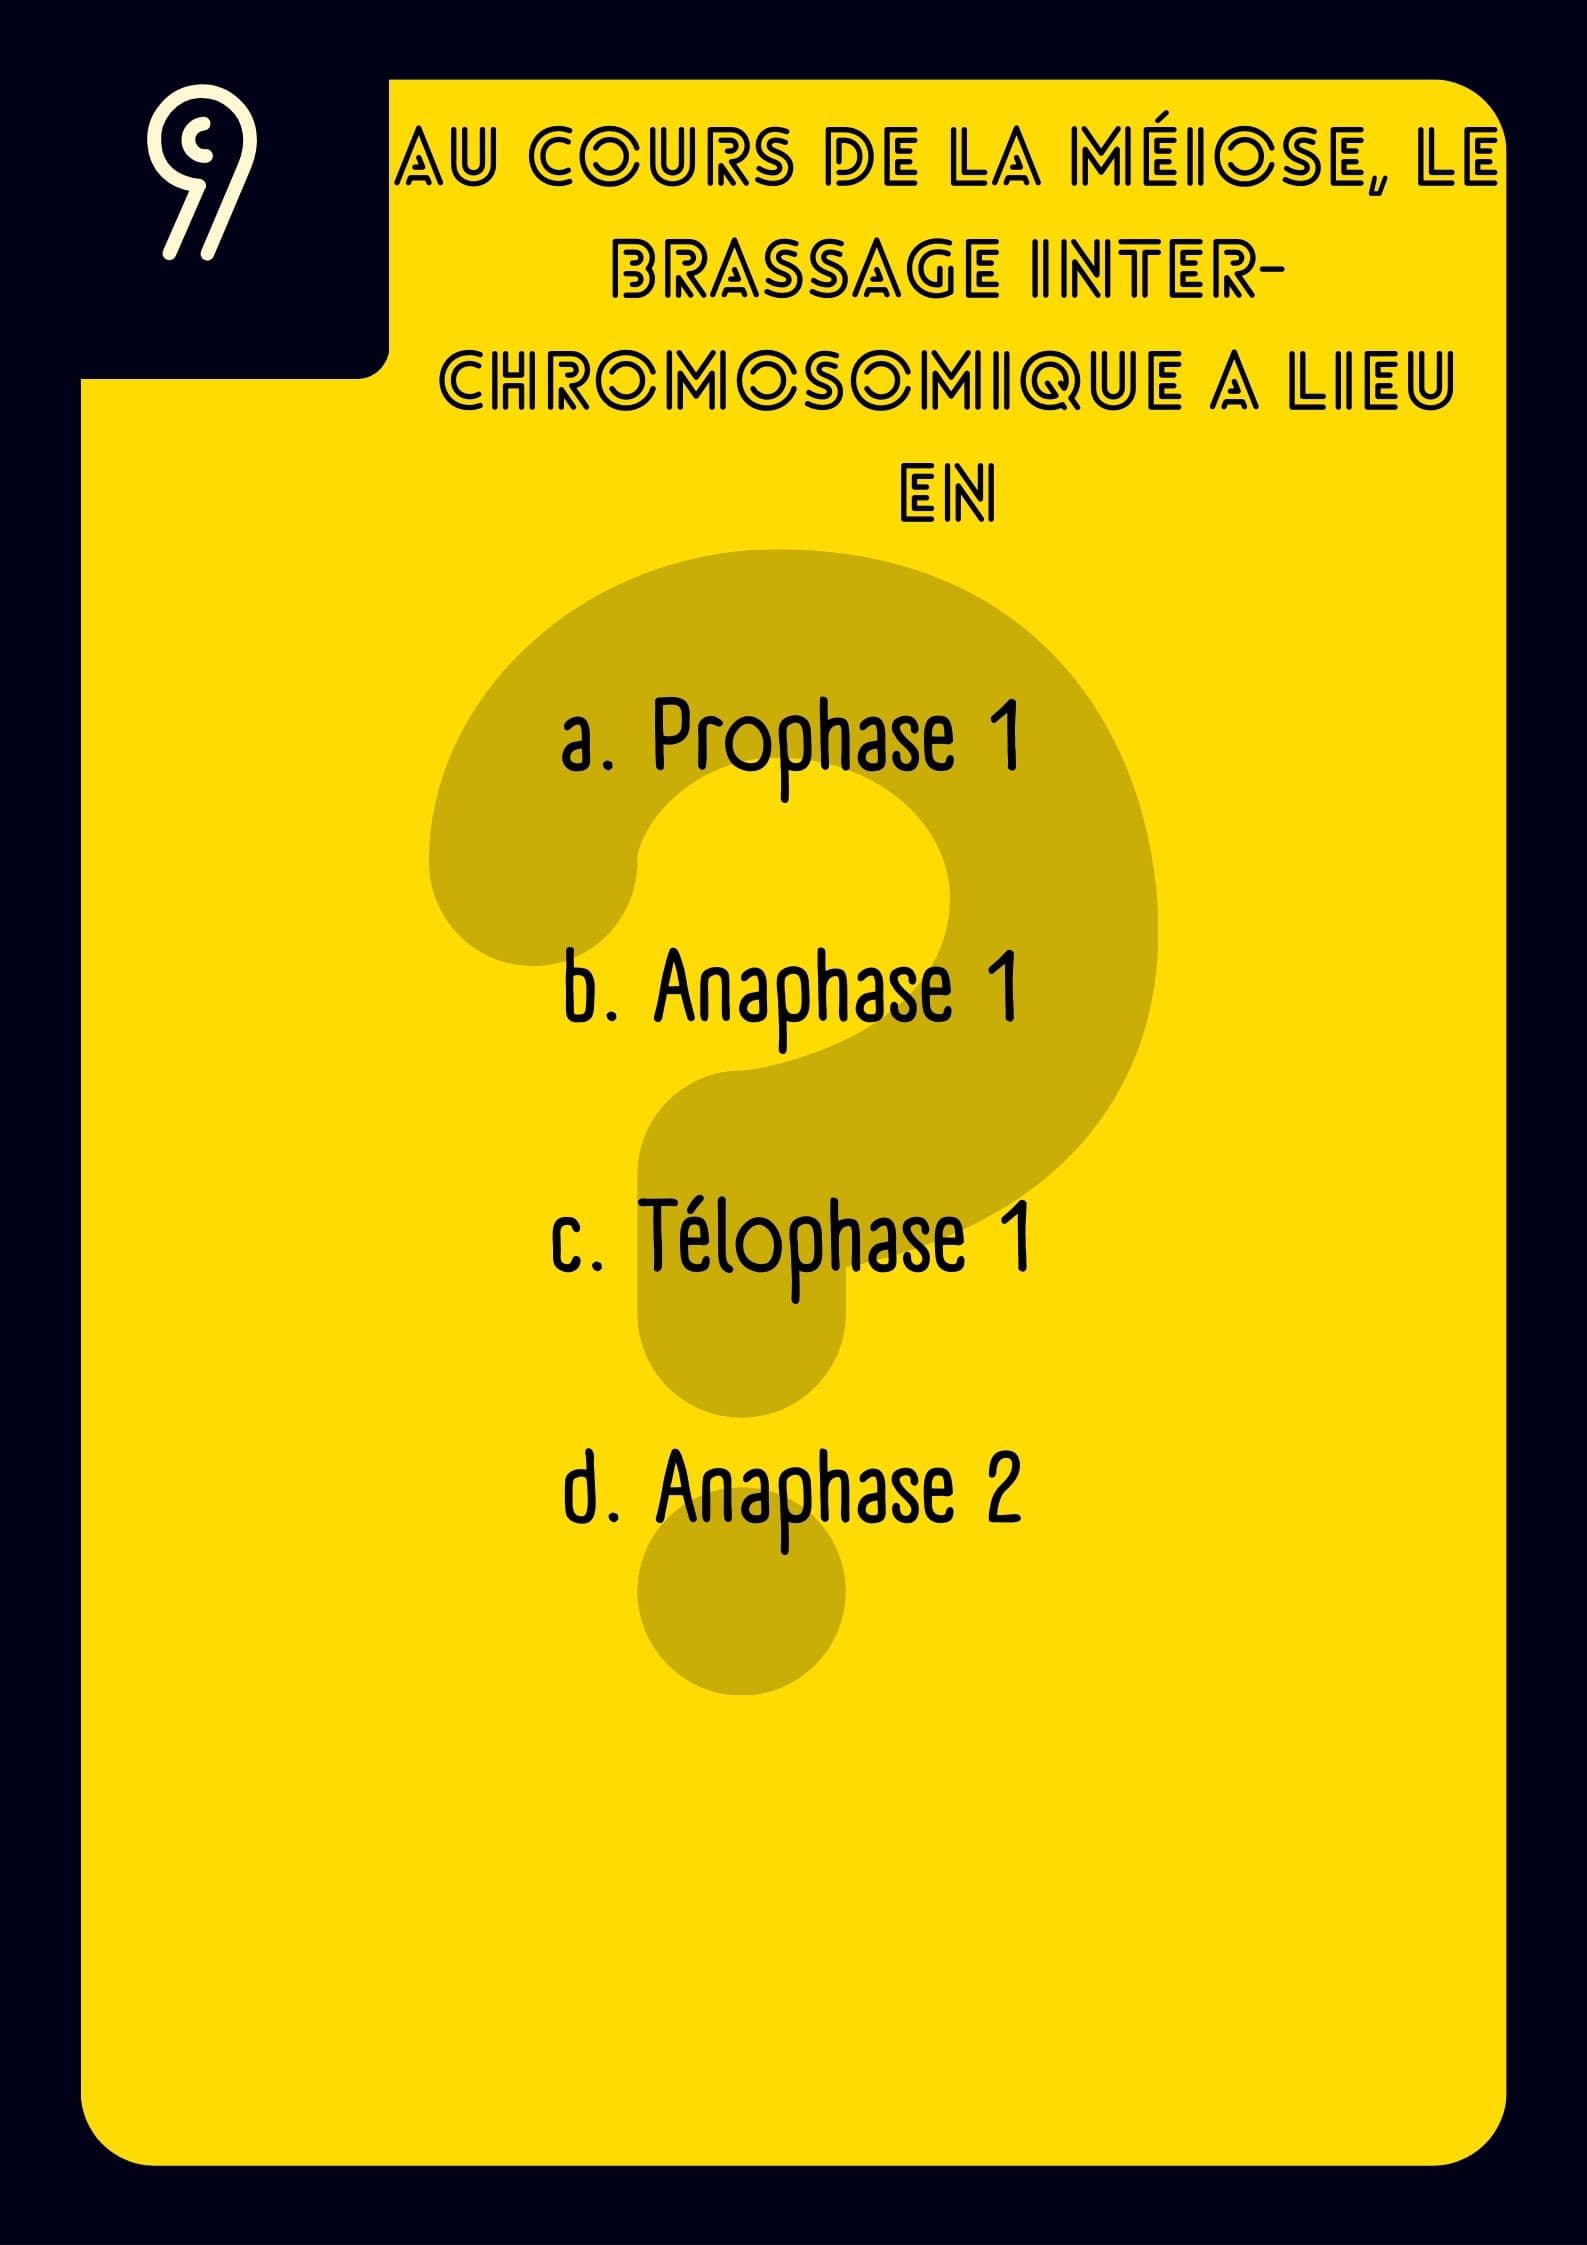 9
AU COURS DE LA MÉIOSE, LE
BRASSAGE INTER-
CHROMOSOMIQUE A LIEU
EN
a. Prophase 1
b. Anaphase 1
c. Télophase 1
d. Anaphase 2